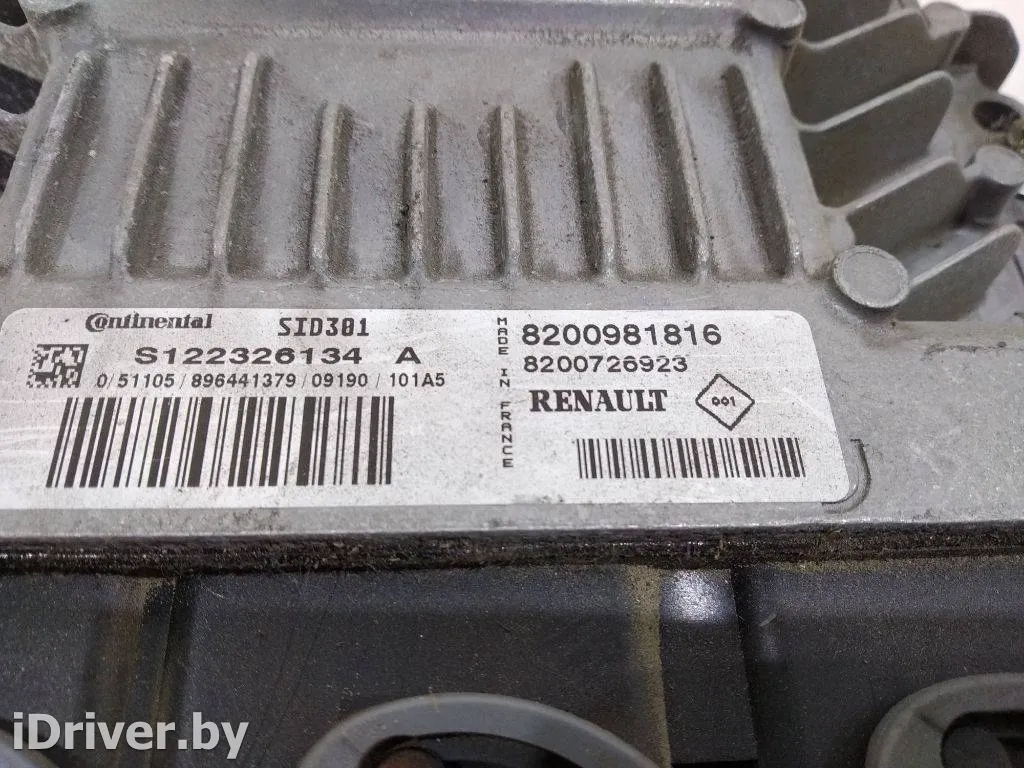 Continental SID301
S122326134 A
0/51105/896441379/09190/101A5
MADE IN FRANCE
8200981816
8200726923
RENAULT 001
iDriver.by